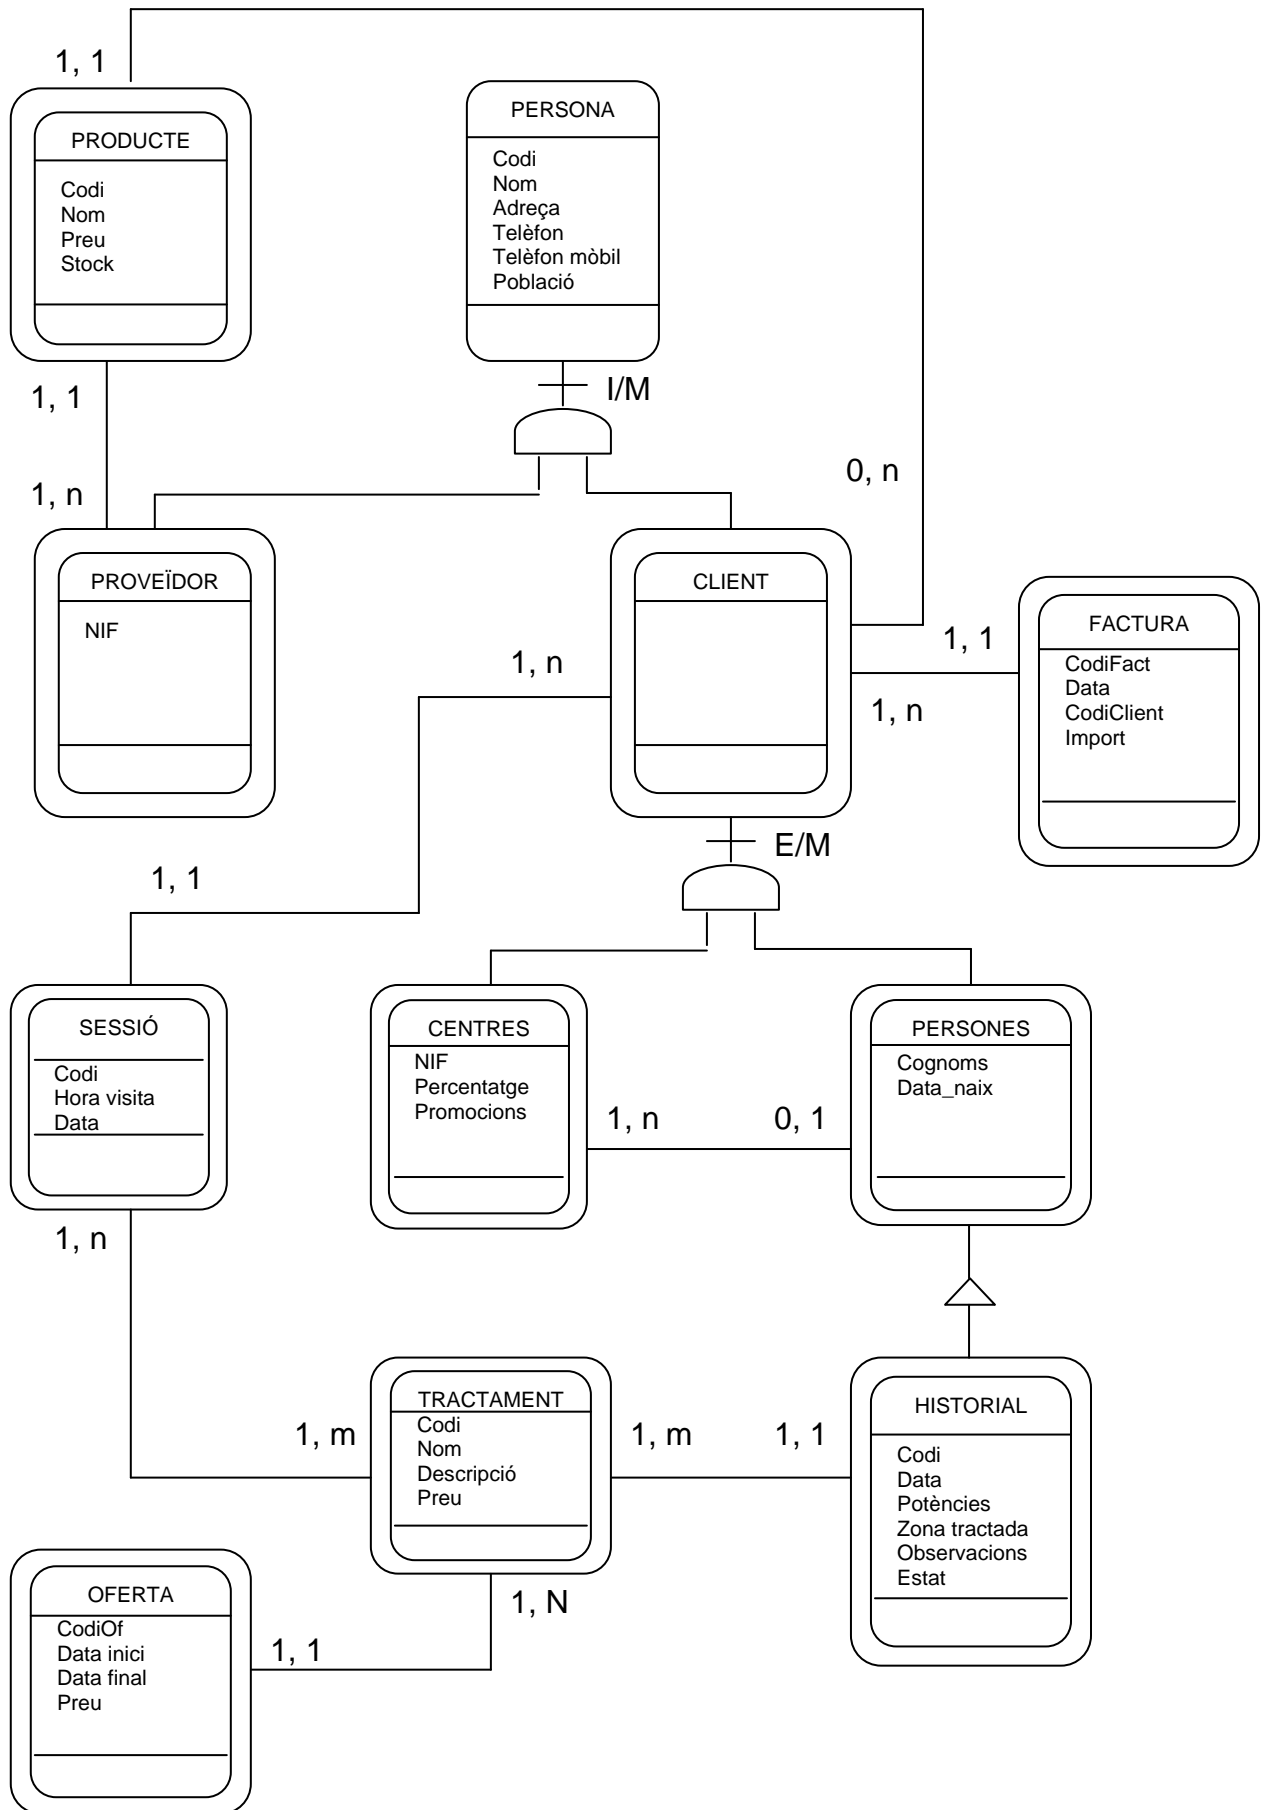 1, 1
PRODUCTE
Codi
Nom
Preu
Stock
PERSONA
Codi
Nom
Adreça
Telèfon
Telèfon mòbil
Població
1, 1
I/M
1, n
0, n
PROVEÏDOR
NIF
CLIENT
FACTURA
CodiFact
Data
CodiClient
Import
1, n
1, 1
1, n
E/M
1, 1
SESSIÓ
Codi
Hora visita
Data
CENTRES
NIF
Percentatge
Promocions
PERSONES
Cognoms
Data_naix
1, n
0, 1
1, n
TRACTAMENT
Codi
Nom
Descripció
Preu
HISTORIAL
Codi
Data
Potències
Zona tractada
Observacions
Estat
1, m
1, m
1, 1
OFERTA
CodiOf
Data inici
Data final
Preu
1, N
1, 1